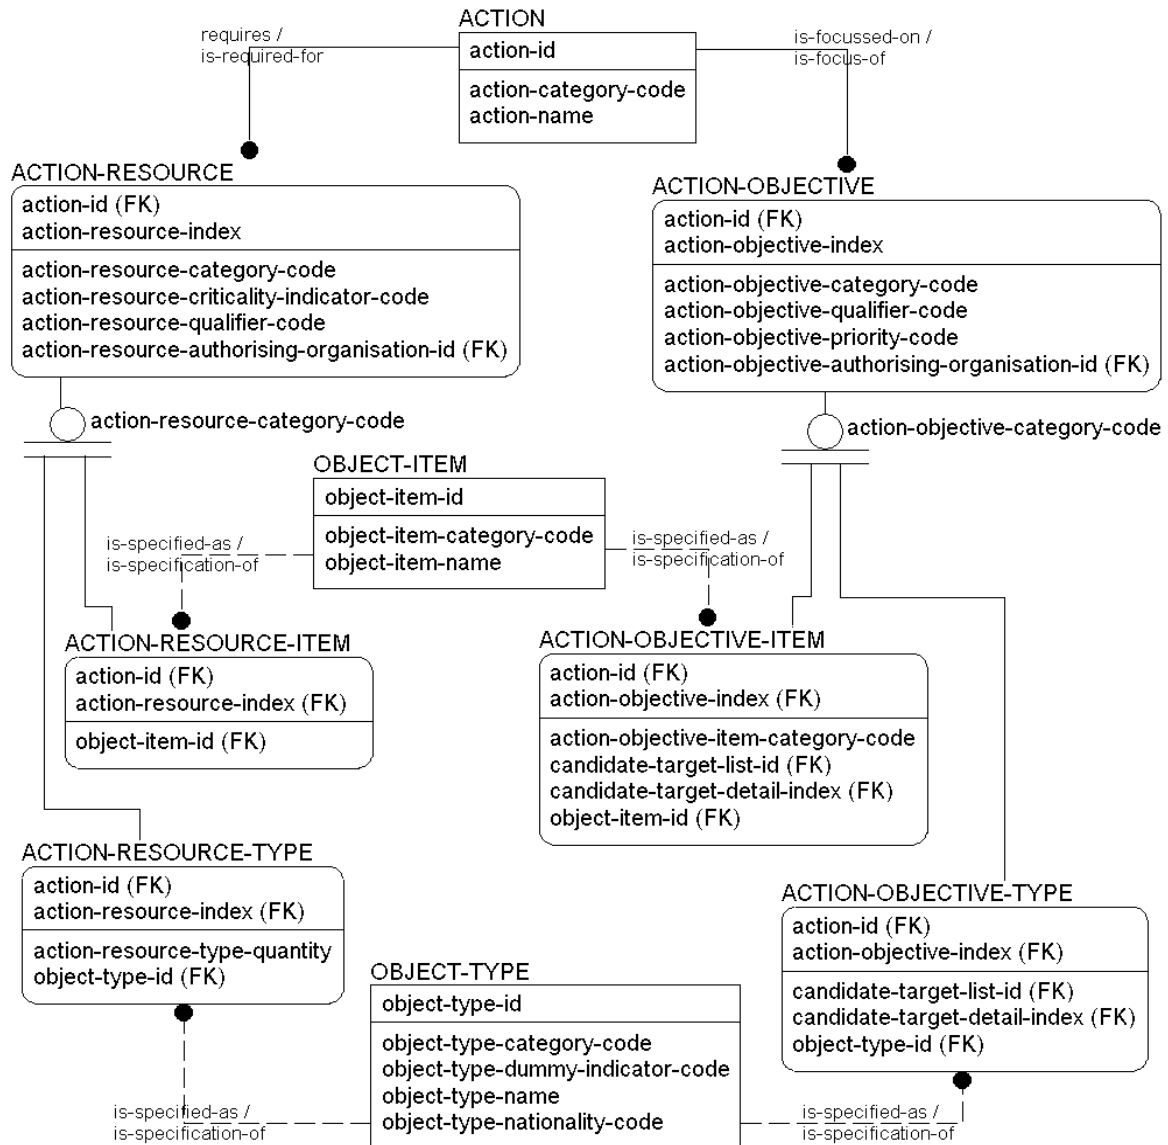 ACTION
action-id
action-category-code
action-name
requires /
is-required-for
is-focussed-on /
is-focus-of
ACTION-RESOURCE
action-id (FK)
action-resource-index
action-resource-category-code
action-resource-criticality-indicator-code
action-resource-qualifier-code
action-resource-authorising-organisation-id (FK)
ACTION-OBJECTIVE
action-id (FK)
action-objective-index
action-objective-category-code
action-objective-qualifier-code
action-objective-priority-code
action-objective-authorising-organisation-id (FK)
action-resource-category-code
action-objective-category-code
OBJECT-ITEM
object-item-id
object-item-category-code
object-item-name
is-specified-as /
is-specification-of
is-specified-as /
is-specification-of
ACTION-RESOURCE-ITEM
action-id (FK)
action-resource-index (FK)
object-item-id (FK)
ACTION-OBJECTIVE-ITEM
action-id (FK)
action-objective-index (FK)
action-objective-item-category-code
candidate-target-list-id (FK)
candidate-target-detail-index (FK)
object-item-id (FK)
ACTION-RESOURCE-TYPE
action-id (FK)
action-resource-index (FK)
action-resource-type-quantity
object-type-id (FK)
ACTION-OBJECTIVE-TYPE
action-id (FK)
action-objective-index (FK)
candidate-target-list-id (FK)
candidate-target-detail-index (FK)
object-type-id (FK)
OBJECT-TYPE
object-type-id
object-type-category-code
object-type-dummy-indicator-code
object-type-name
object-type-nationality-code
is-specified-as /
is-specification-of
is-specified-as /
is-specification-of